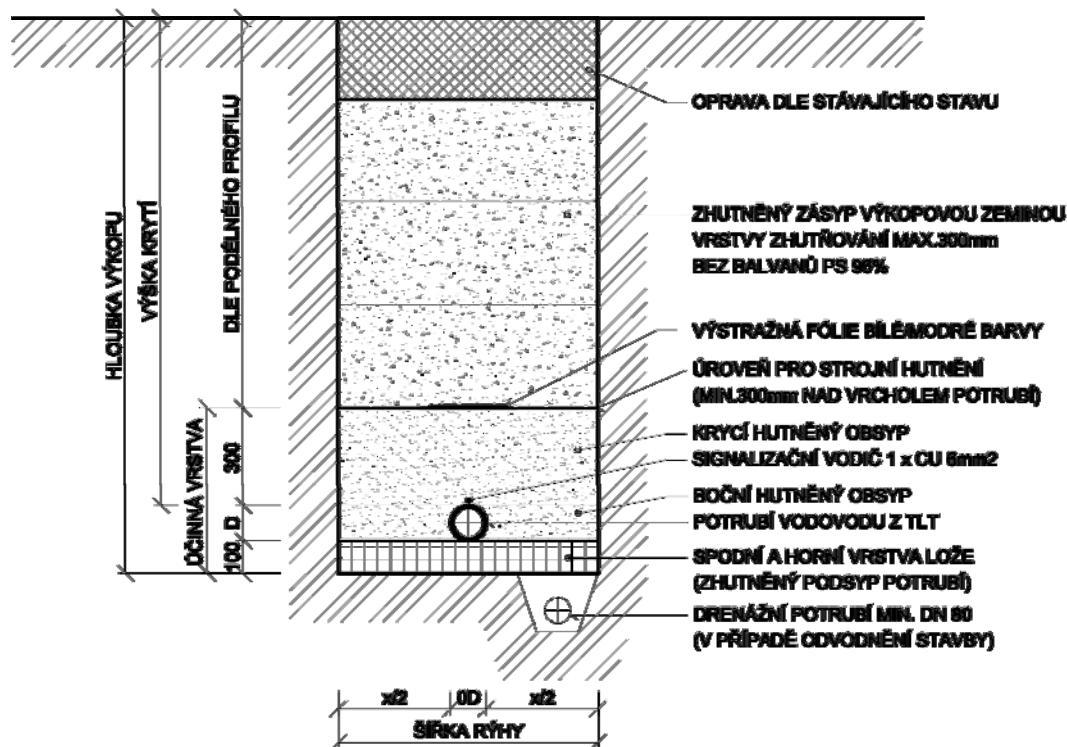 OPRAVA DLE STÁVAJÍCÍHO STAVU
ZHUTNĚNÝ ZÁSYP VÝKOPOVOU ZEMINOU
VRSTVY ZHUTŇOVÁNÍ MAX.300mm
BEZ BALVANŮ PS 96%
VÝSTRAŽNÁ FÓLIE BÍLÉ/MODRÉ BARVY
ÚROVEŇ PRO STROJNÍ HUTNĚNÍ
(MIN.300mm NAD VRCHOLEM POTRUBÍ)
KRYCÍ HUTNĚNÝ OBSYP
SIGNALIZAČNÍ VODIČ 1 x CU 6mm2
BOČNÍ HUTNĚNÝ OBSYP
POTRUBÍ VODOVODU Z TLT
SPODNÍ A HORNÍ VRSTVA LOŽE
(ZHUTNĚNÝ PODSYP POTRUBÍ)
DRENÁŽNÍ POTRUBÍ MIN. DN 80
(V PŘÍPADĚ ODVODNĚNÍ STAVBY)
HLOUBKA VÝKOPU
VÝŠKA KRYTÍ
DLE PODÉLNÉHO PROFILU
ÚČINNÁ VRSTVA
300
D
100
x/2
OD
x/2
ŠÍŘKA RÝHY